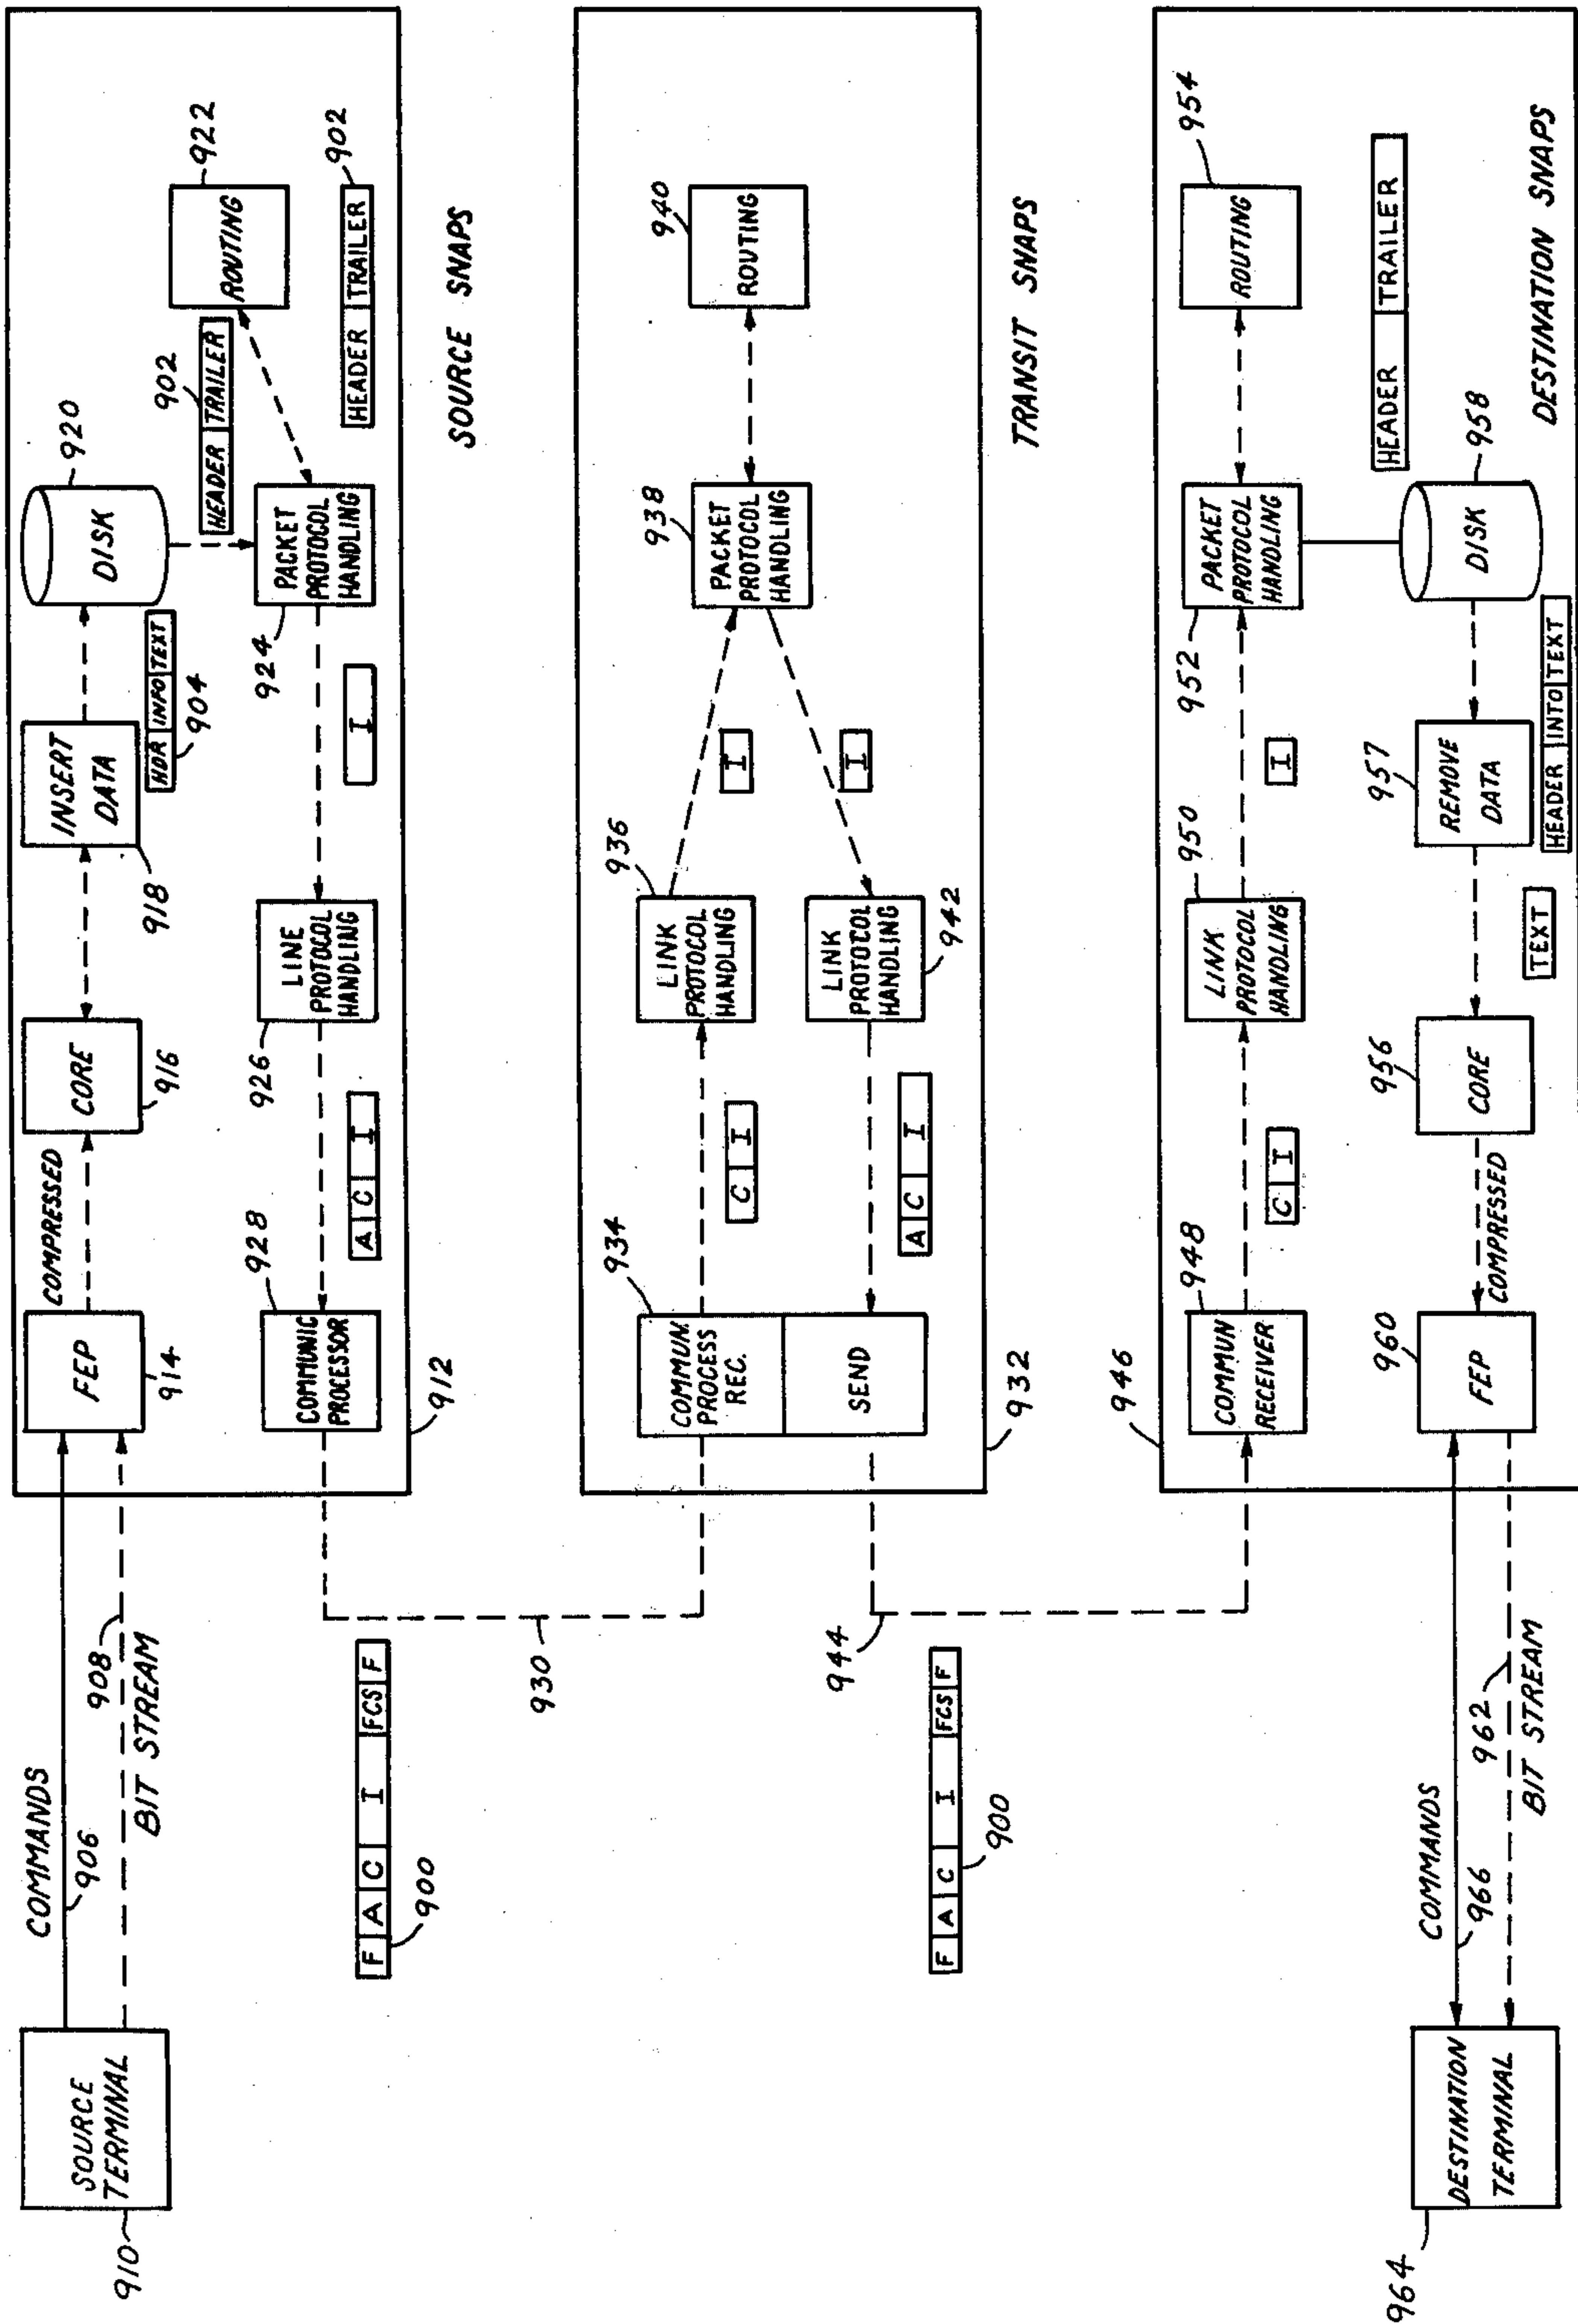 910
SOURCE
TERMINAL
COMMANDS
906
908
BIT STREAM
FEP
914
COMPRESSED
CORE
916
INSERT
DATA
918
HDR INFO TEXT
904
DISK
920
HEADER TRAILER
902
ROUTING
922
HEADER TRAILER
902
PACKET
PROTOCOL
HANDLING
924
I
LINE
PROTOCOL
HANDLING
926
A C I
COMMUNIC
PROCESSOR
928
912
SOURCE SNAPS
F A C I FCS F
900
930
COMMUN.
PROCESS
REC.
934
SEND
932
C I
LINK
PROTOCOL
HANDLING
936
I
PACKET
PROTOCOL
HANDLING
938
ROUTING
940
I
LINK
PROTOCOL
HANDLING
942
A C I
TRANSIT SNAPS
F A C I FCS F
900
944
946
COMMUN
RECEIVER
948
C I
LINK
PROTOCOL
HANDLING
950
I
PACKET
PROTOCOL
HANDLING
952
ROUTING
954
HEADER TRAILER
DISK
958
HEADER INTO TEXT
REMOVE
DATA
957
TEXT
CORE
956
COMPRESSED
FEP
960
DESTINATION SNAPS
COMMANDS
966
962
BIT STREAM
DESTINATION
TERMINAL
964